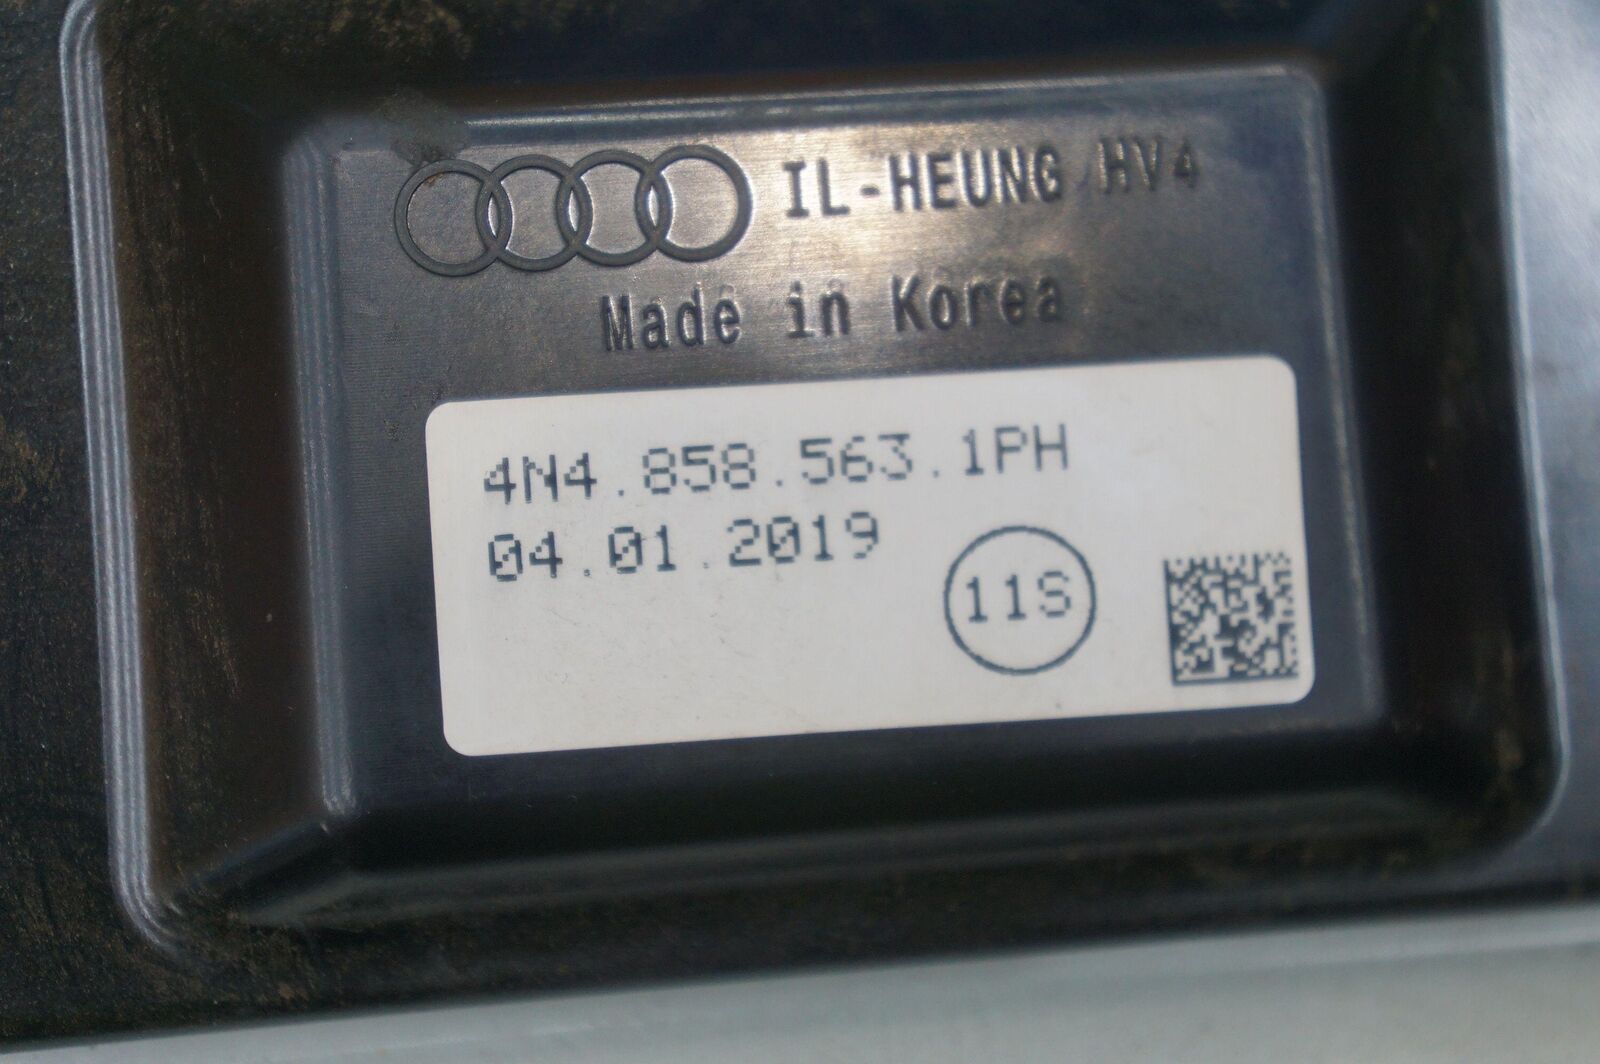 IL-HEUNG HV4
Made in Korea
4N4.858.563.1PH
04.01.2019
11S